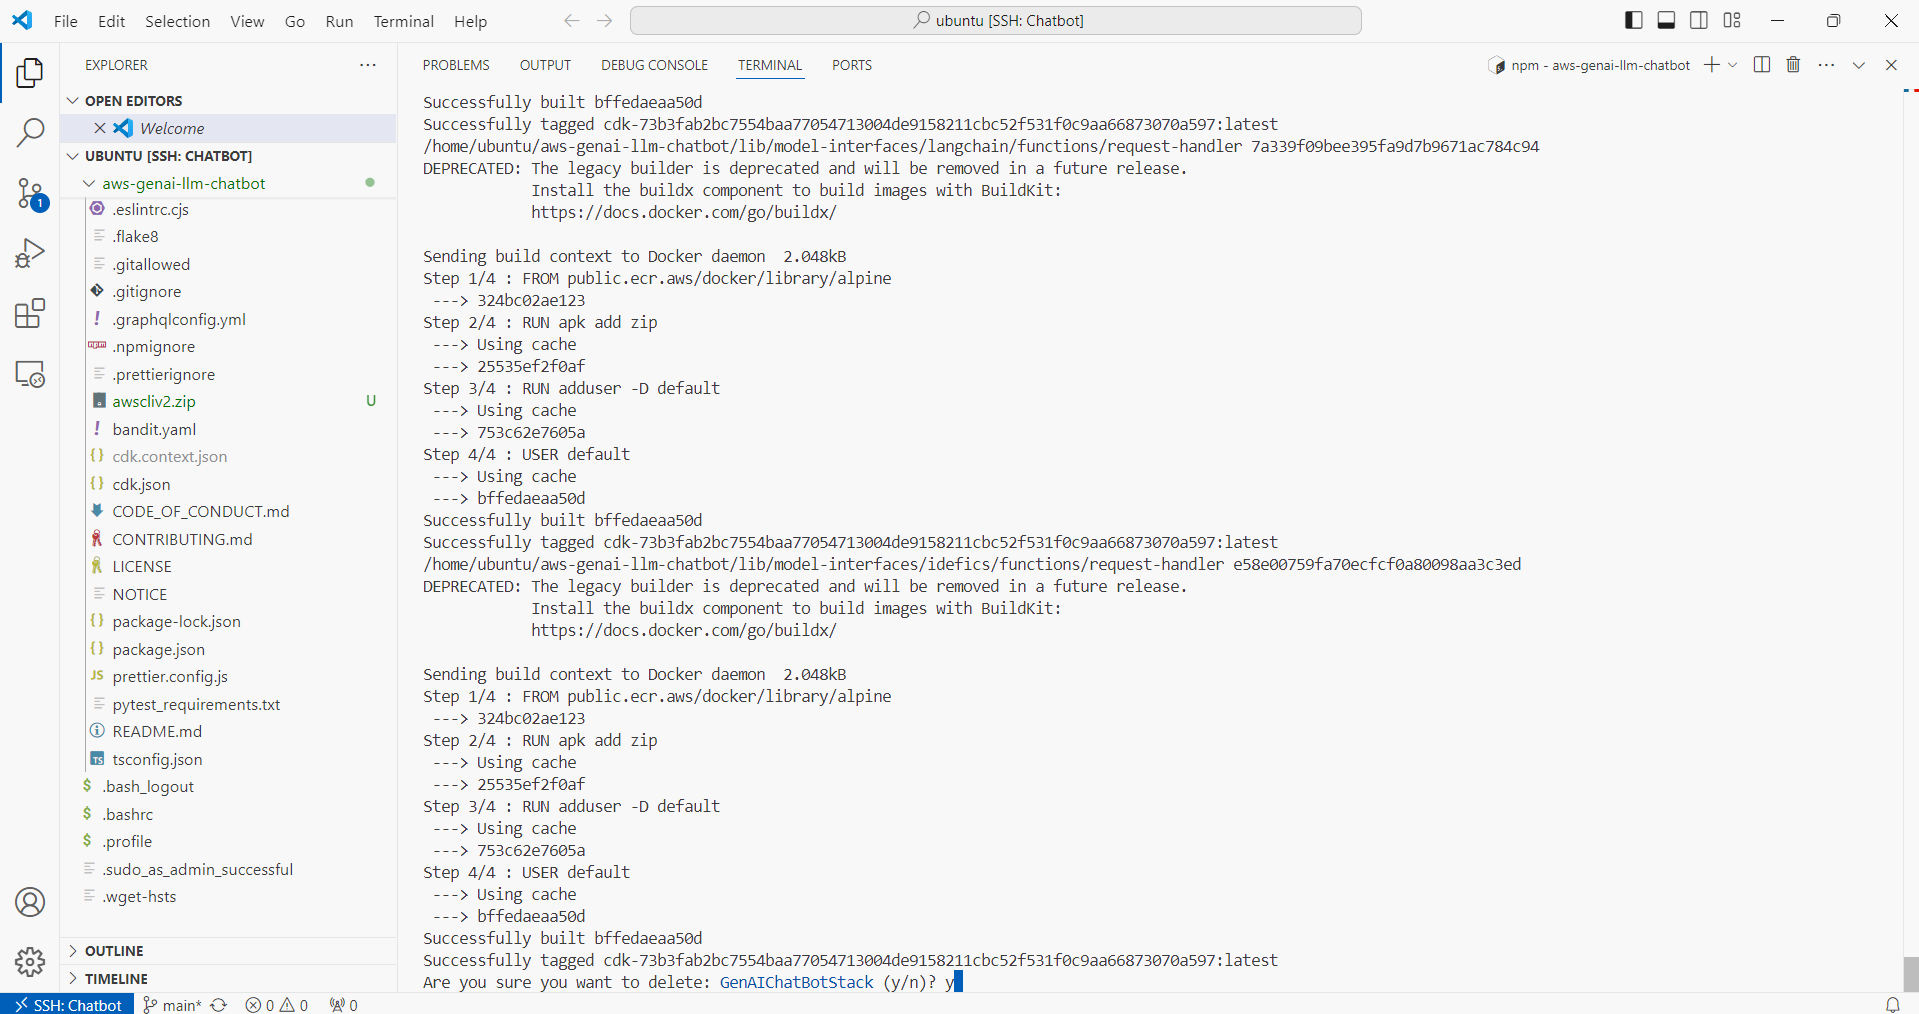 File Edit Selection View Go Run Terminal Help
ubuntu [SSH: Chatbot]
EXPLORER
OPEN EDITORS
Welcome
UBUNTU [SSH: CHATBOT]
aws-genai-llm-chatbot
.eslintrc.cjs
.flake8
.gitallowed
.gitignore
.graphqlconfig.yml
.npmignore
.prettierignore
awscliv2.zip U
bandit.yaml
cdk.context.json
cdk.json
CODE_OF_CONDUCT.md
CONTRIBUTING.md
LICENSE
NOTICE
package-lock.json
package.json
JS prettier.config.js
pytest_requirements.txt
README.md
TS tsconfig.json
$ .bash_logout
$ .bashrc
$ .profile
.sudo_as_admin_successful
.wget-hsts
OUTLINE
TIMELINE
1
PROBLEMS OUTPUT DEBUG CONSOLE TERMINAL PORTS
npm - aws-genai-llm-chatbot
Successfully built bffedaeaa50d
Successfully tagged cdk-73b3fab2bc7554baa77054713004de9158211cbc52f531f0c9aa66873070a597:latest
/home/ubuntu/aws-genai-llm-chatbot/lib/model-interfaces/langchain/functions/request-handler 7a339f09bee395fa9d7b9671ac784c94
DEPRECATED: The legacy builder is deprecated and will be removed in a future release.
Install the buildx component to build images with BuildKit:
https://docs.docker.com/go/buildx/
Sending build context to Docker daemon 2.048kB
Step 1/4 : FROM public.ecr.aws/docker/library/alpine
---> 324bc02ae123
Step 2/4 : RUN apk add zip
---> Using cache
---> 25535ef2f0af
Step 3/4 : RUN adduser -D default
---> Using cache
---> 753c62e7605a
Step 4/4 : USER default
---> Using cache
---> bffedaeaa50d
Successfully built bffedaeaa50d
Successfully tagged cdk-73b3fab2bc7554baa77054713004de9158211cbc52f531f0c9aa66873070a597:latest
/home/ubuntu/aws-genai-llm-chatbot/lib/model-interfaces/idefics/functions/request-handler e58e00759fa70ecfcf0a80098aa3c3ed
DEPRECATED: The legacy builder is deprecated and will be removed in a future release.
Install the buildx component to build images with BuildKit:
https://docs.docker.com/go/buildx/
Sending build context to Docker daemon 2.048kB
Step 1/4 : FROM public.ecr.aws/docker/library/alpine
---> 324bc02ae123
Step 2/4 : RUN apk add zip
---> Using cache
---> 25535ef2f0af
Step 3/4 : RUN adduser -D default
---> Using cache
---> 753c62e7605a
Step 4/4 : USER default
---> Using cache
---> bffedaeaa50d
Successfully built bffedaeaa50d
Successfully tagged cdk-73b3fab2bc7554baa77054713004de9158211cbc52f531f0c9aa66873070a597:latest
Are you sure you want to delete: GenAIChatBotStack (y/n)? y
SSH: Chatbot main* 0 0 0